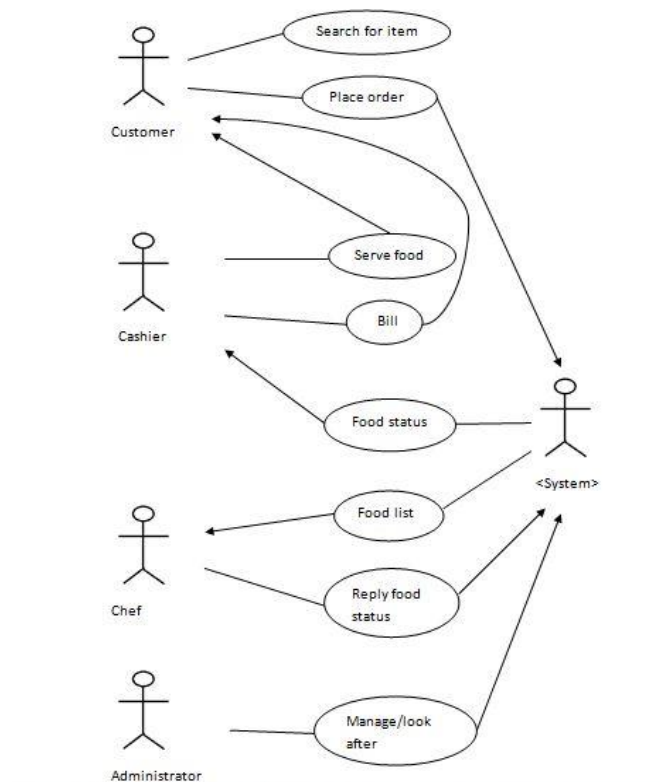 Search for item
Place order
Customer
Serve food
Bill
Cashier
Food status
<System>
Food list
Chef
Reply food
status
Manage/look
after
Administrator